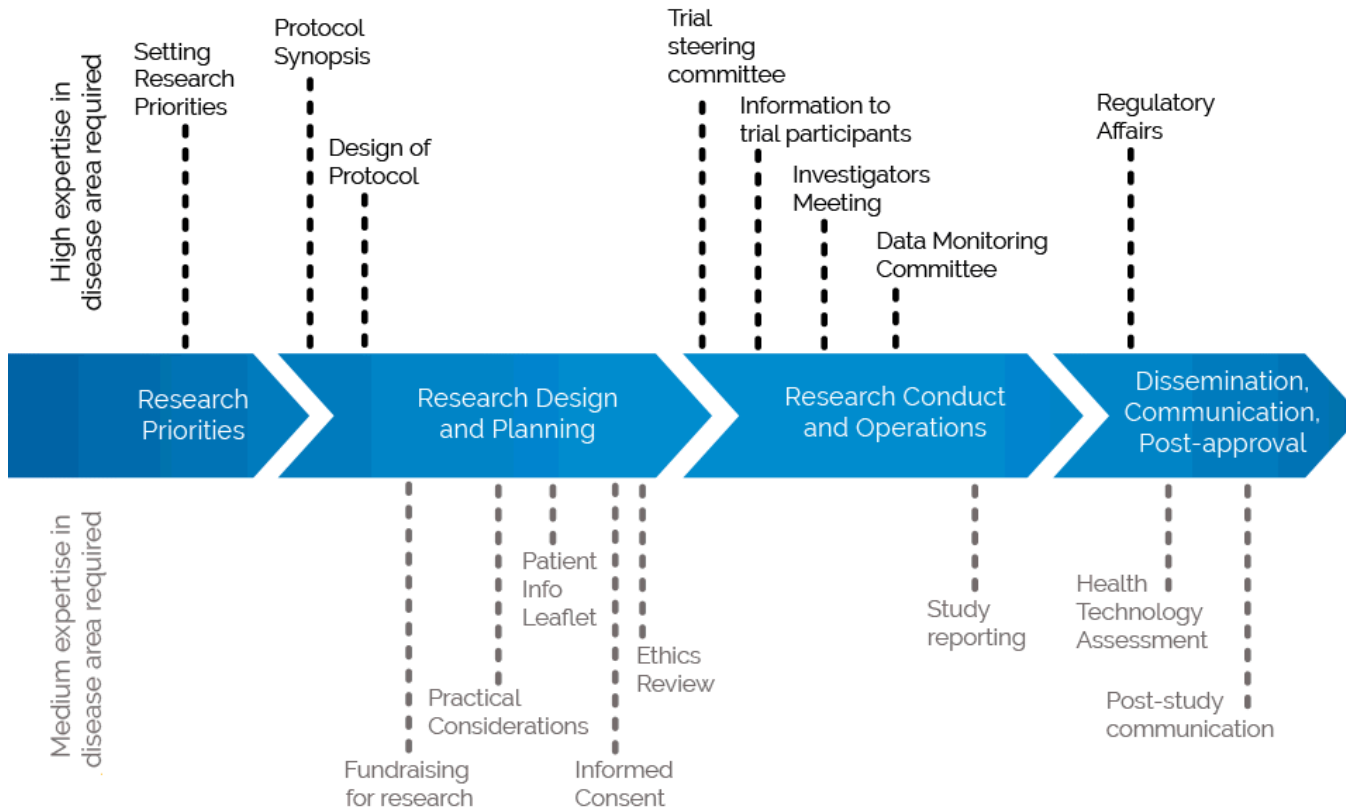 High expertise in
disease area required
Setting
Research
Priorities
Protocol
Synopsis
Design of
Protocol
Trial
steering
committee
Information to
trial participants
Investigators
Meeting
Data Monitoring
Committee
Regulatory
Affairs
Research
Priorities
Research Design
and Planning
Research Conduct
and Operations
Dissemination,
Communication,
Post-approval
Medium expertise in
disease area required
Fundraising
for research
Practical
Considerations
Patient
Info
Leaflet
Informed
Consent
Ethics
Review
Study
reporting
Health
Technology
Assessment
Post-study
communication